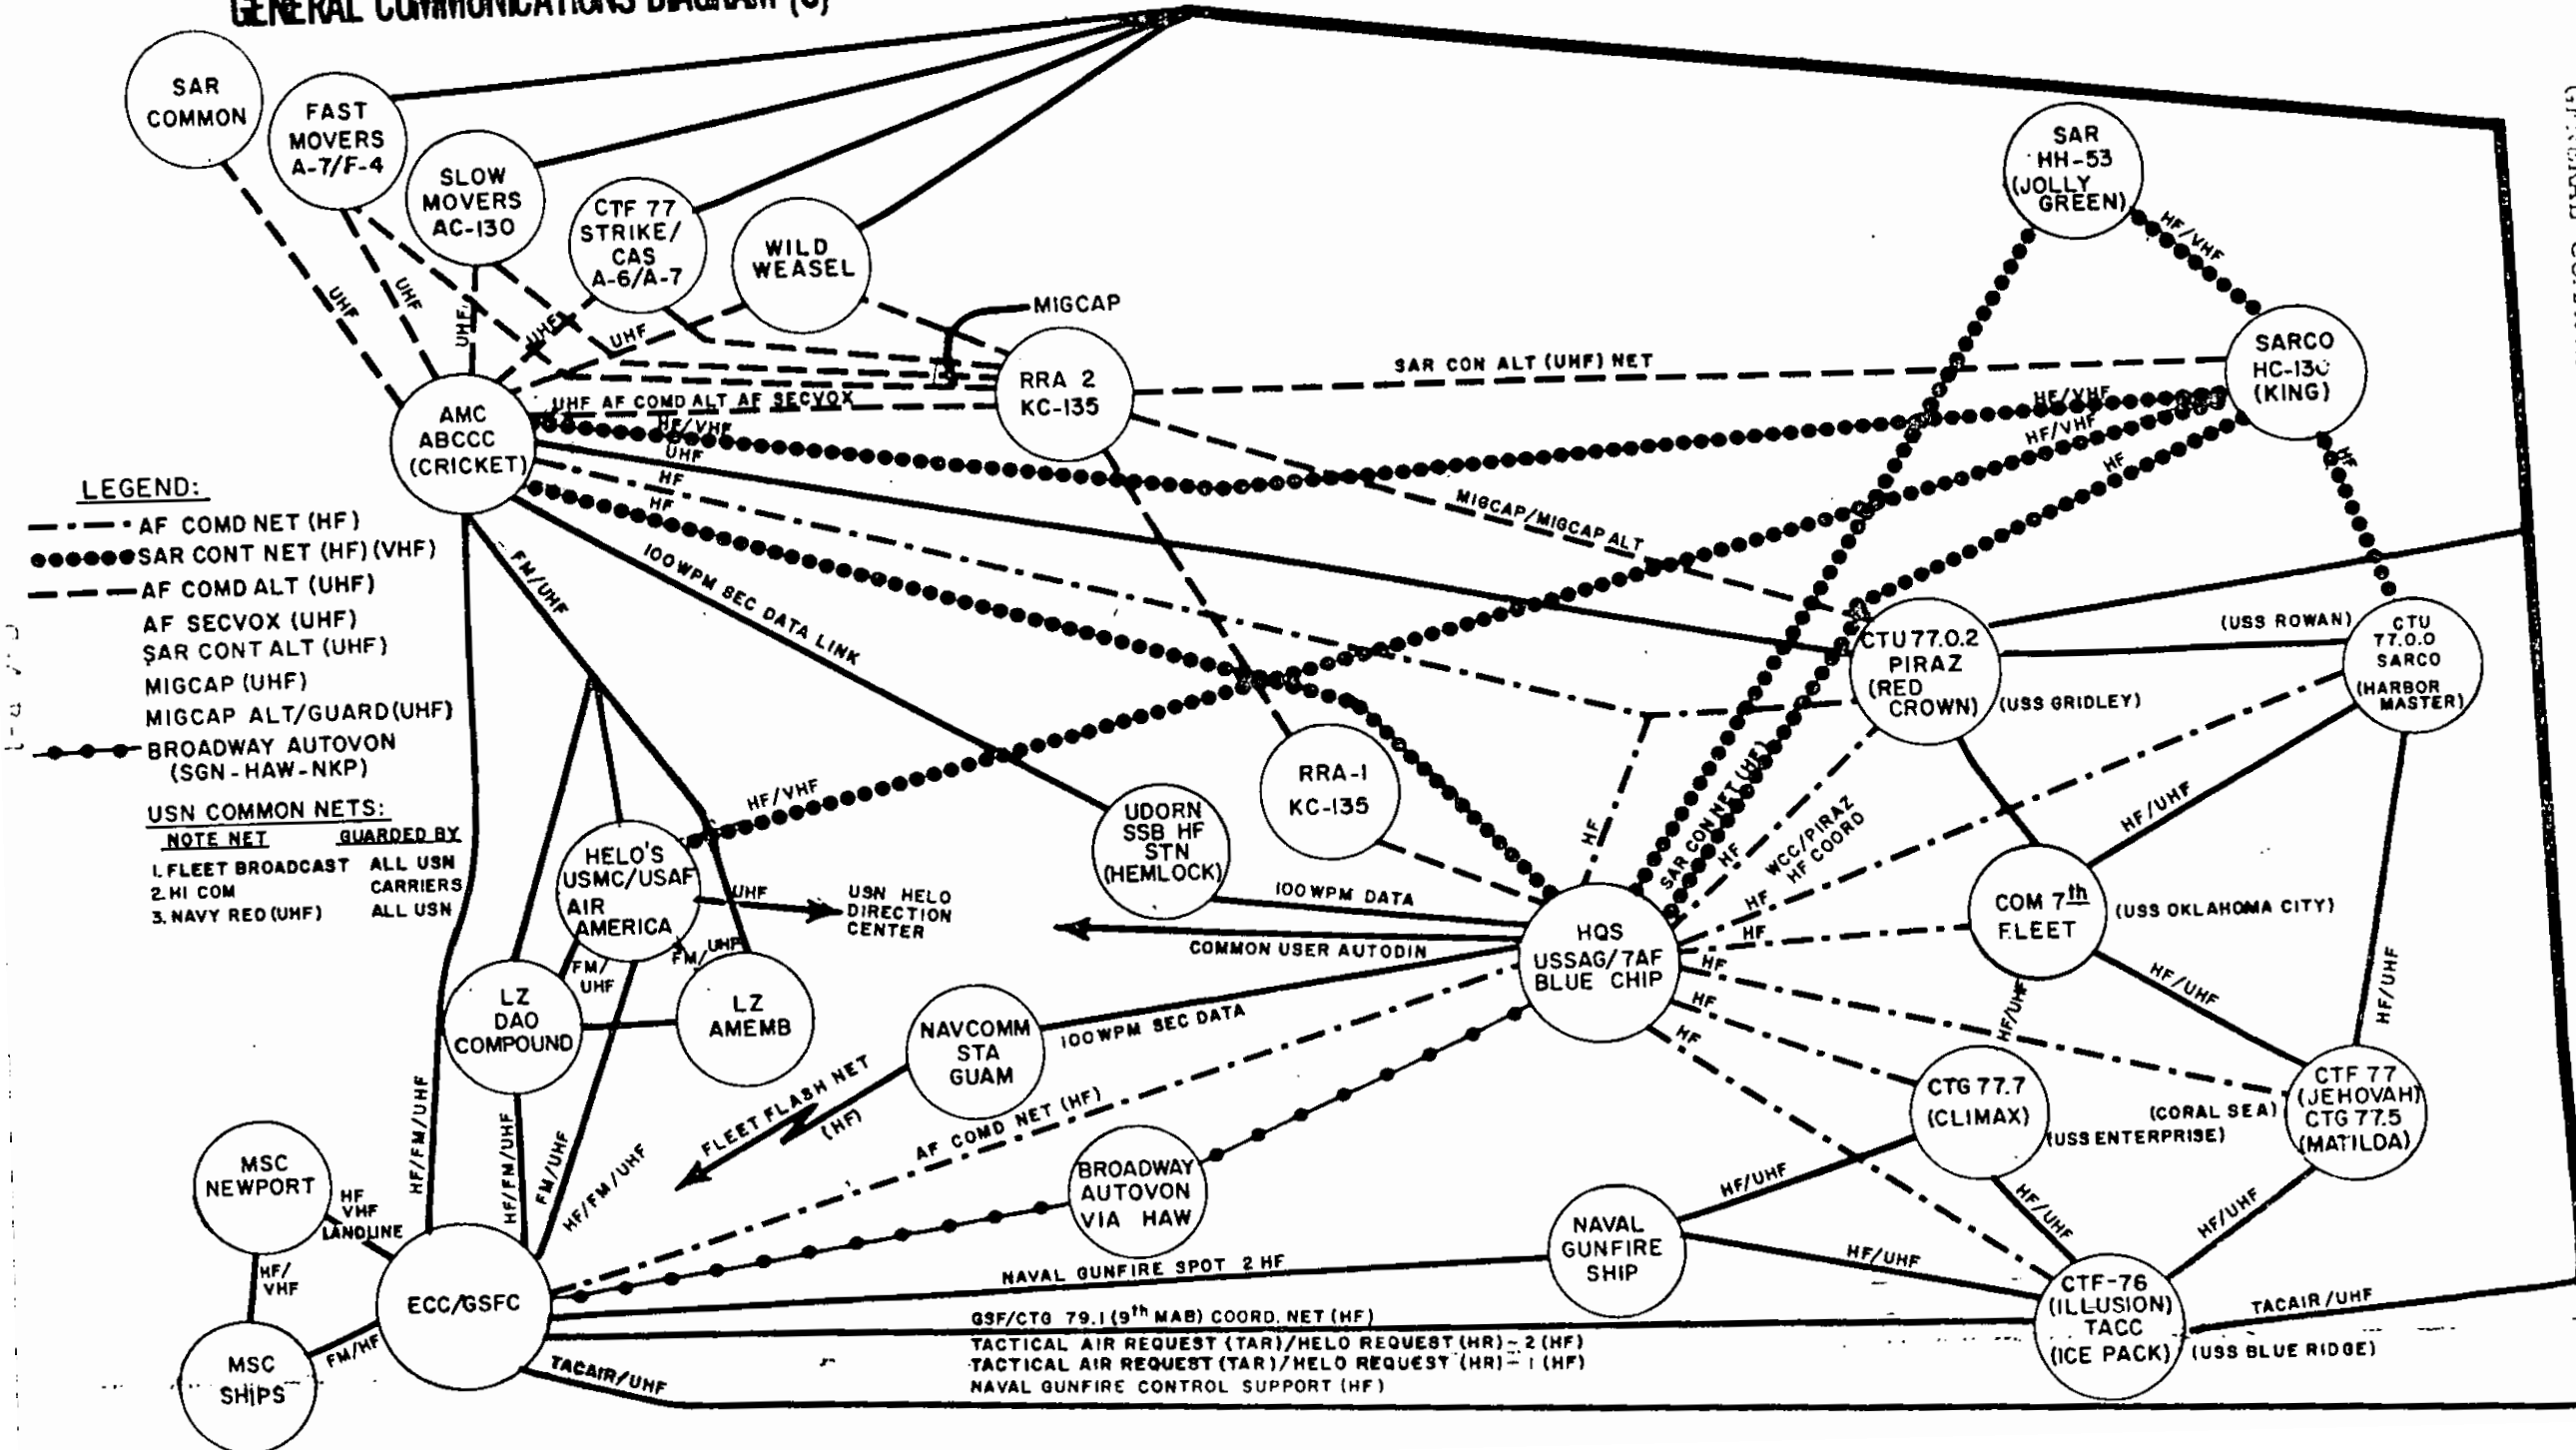 GENERAL COMMUNICATIONS DIAGRAM
SAR
COMMON
FAST
MOVERS
A-7/F-4
SLOW
MOVERS
AC-130
CTF 77
STRIKE/
CAS
A-6/A-7
WILD
WEASEL
MIGCAP
SAR
HH-53
(JOLLY
GREEN)
HF/VHF
SARCO
(KING)
RRA 2
KC-135
SAR CON ALT (UHF) NET
UHF
UHF
UHF
UHF
UHF
AMC
ABCCC
(CRICKET)
UHF AF COMD ALT AF SECVOX
HF/VHF
UHF
HF
HF
HF/VHF
HF/VHF
HF
HF
MIGCAP/MIGCAP ALT
100 WPM SEC DATA LINK
FM/UHF
LEGEND:
AF COMD NET (HF)
SAR CONT NET (HF) (VHF)
AF COMD ALT (UHF)
AF SECVOX (UHF)
SAR CONT ALT (UHF)
MIGCAP (UHF)
MIGCAP ALT/GUARD (UHF)
BROADWAY AUTOVON
(SGN-HAW-NKP)
USN COMMON NETS:
NOTE NET GUARDED BY
1. FLEET BROADCAST ALL USN
2. HI COM CARRIERS
3. NAVY RED (UHF) ALL USN
CTU 77.0.2
PIRAZ
(RED
CROWN)
(USS GRIDLEY)
(USS ROWAN)
CTU
77.0.0
SARCO
(HARBOR
MASTER)
RRA-1
KC-135
UDORN
SSB HF
STN
(HEMLOCK)
HF/VHF
HELO'S
USMC/USAF
AIR
AMERICA
UHF
USN HELO
DIRECTION
CENTER
100 WPM DATA
COMMON USER AUTODIN
HF
SAR CON NET (HF)
HF
WCC/PIRAZ
HF COORD
HF
HF
HF
HF
HF
HQS
USSAG/7AF
BLUE CHIP
COM 7th
FLEET
(USS OKLAHOMA CITY)
HF/UHF
HF/UHF
HF/UHF
HF/UHF
FM/
UHF
FM/UHF
LZ
DAO
COMPOUND
LZ
AMEMB
NAVCOMM
STA
GUAM
100 WPM SEC DATA
FLEET FLASH NET
(HF)
AF COMD NET (HF)
CTG 77.7
(CLIMAX)
(USS ENTERPRISE)
(CORAL SEA)
CTF 77
(JEHOVAH)
CTG 77.5
(MATILDA)
MSC
NEWPORT
HF
VHF
LANDLINE
HF/
VHF
HF/FM/UHF
HF/FM/UHF
FM/UHF
HF/FM/UHF
BROADWAY
AUTOVON
VIA HAW
NAVAL
GUNFIRE
SHIP
HF/UHF
HF/UHF
HF/UHF
HF/UHF
ECC/GSFC
MSC
SHIPS
FM/HF
TACAIR/UHF
NAVAL GUNFIRE SPOT 2 HF
GSF/CTG 79.1 (9th MAB) COORD. NET (HF)
TACTICAL AIR REQUEST (TAR)/HELO REQUEST (HR)-2 (HF)
TACTICAL AIR REQUEST (TAR)/HELO REQUEST (HR)-1 (HF)
NAVAL GUNFIRE CONTROL SUPPORT (HF)
CTF-76
(ILLUSION)
TACC
(ICE PACK)
(USS BLUE RIDGE)
TACAIR/UHF